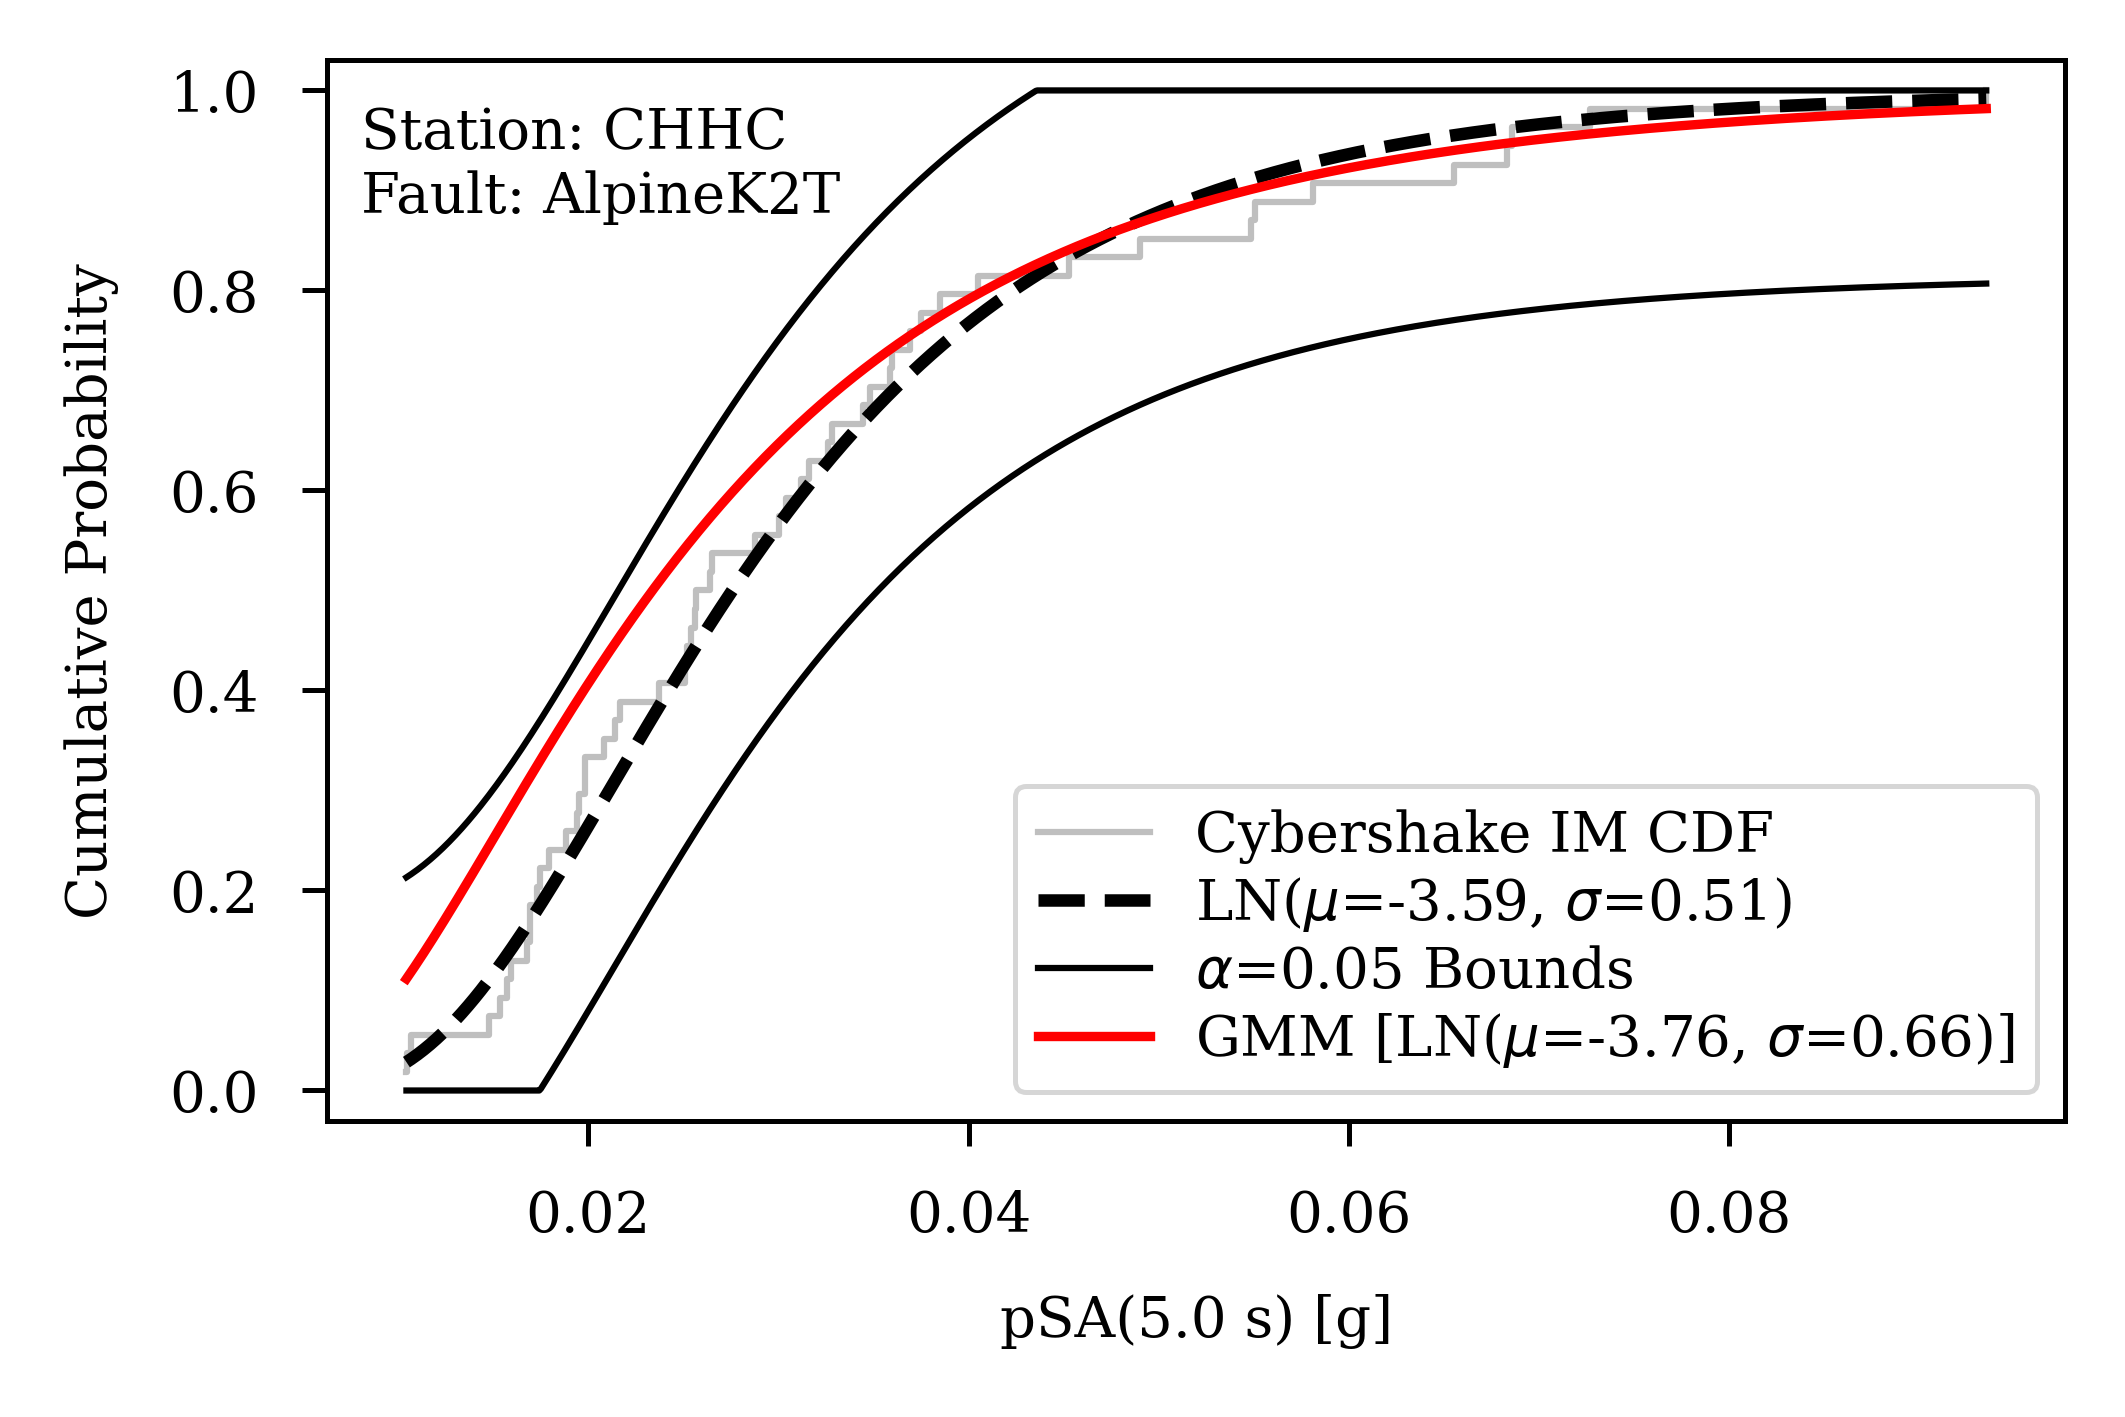 Station: CHHC
Fault: AlpineK2T
Cumulative Probability
1.0
0.8
0.6
0.4
0.2
0.0
Cybershake IM CDF
LN(μ=-3.59, σ=0.51)
α=0.05 Bounds
GMM [LN(μ=-3.76, σ=0.66)]
0.02
0.04
0.06
0.08
pSA(5.0 s) [g]